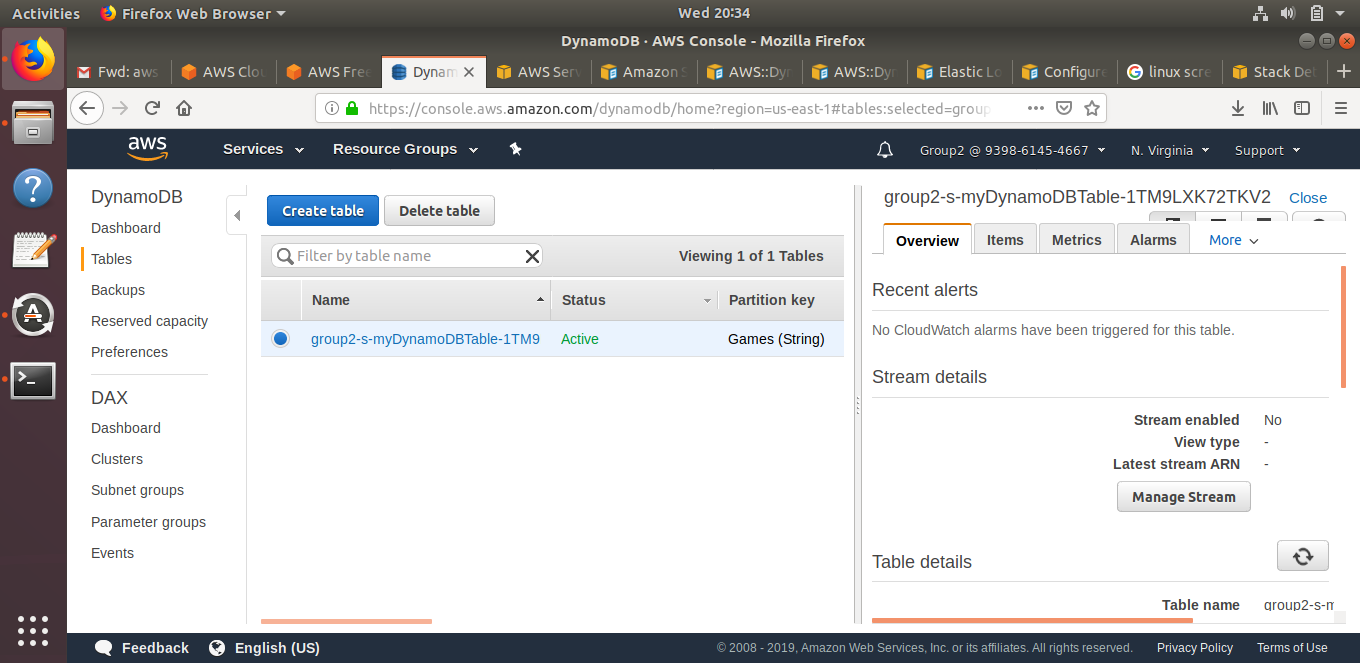 Activities Firefox Web Browser Wed 20:34
DynamoDB · AWS Console - Mozilla Firefox
Fwd: aws AWS Clou AWS Free Dynam AWS Serv Amazon S AWS::Dyn AWS::Dyn Elastic Lo Configure linux scre Stack Det
https://console.aws.amazon.com/dynamodb/home?region=us-east-1#tables:selected=group
aws Services Resource Groups Group2 @ 9398-6145-4667 N. Virginia Support
DynamoDB
Dashboard
Tables
Backups
Reserved capacity
Preferences
DAX
Dashboard
Clusters
Subnet groups
Parameter groups
Events
Create table Delete table
Filter by table name Viewing 1 of 1 Tables
Name Status Partition key
group2-s-myDynamoDBTable-1TM9 Active Games (String)
group2-s-myDynamoDBTable-1TM9LXK72TKV2 Close
Overview Items Metrics Alarms More
Recent alerts
No CloudWatch alarms have been triggered for this table.
Stream details
Stream enabled No
View type -
Latest stream ARN -
Manage Stream
Table details
Table name group2-s-m
Feedback English (US) © 2008 - 2019, Amazon Web Services, Inc. or its affiliates. All rights reserved. Privacy Policy Terms of Use